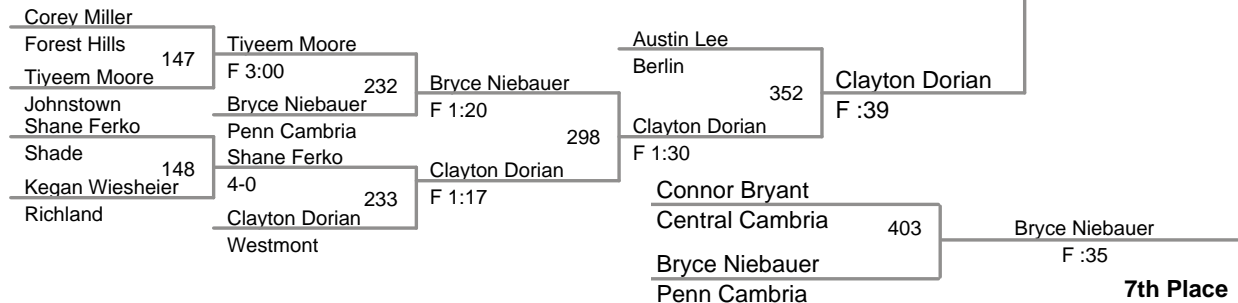 Corey Miller
Forest Hills
147
Tiyeem Moore
Johnstown
Shane Ferko
Shade
148
Kegan Wiesheier
Richland
Tiyeem Moore
F 3:00
232
Bryce Niebauer
Penn Cambria
Shane Ferko
4-0
233
Clayton Dorian
Westmont
Bryce Niebauer
F 1:20
298
Clayton Dorian
F 1:17
Austin Lee
Berlin
352
Clayton Dorian
F 1:30
Clayton Dorian
F :39
Connor Bryant
Central Cambria
403
Bryce Niebauer
Penn Cambria
Bryce Niebauer
F :35
7th Place